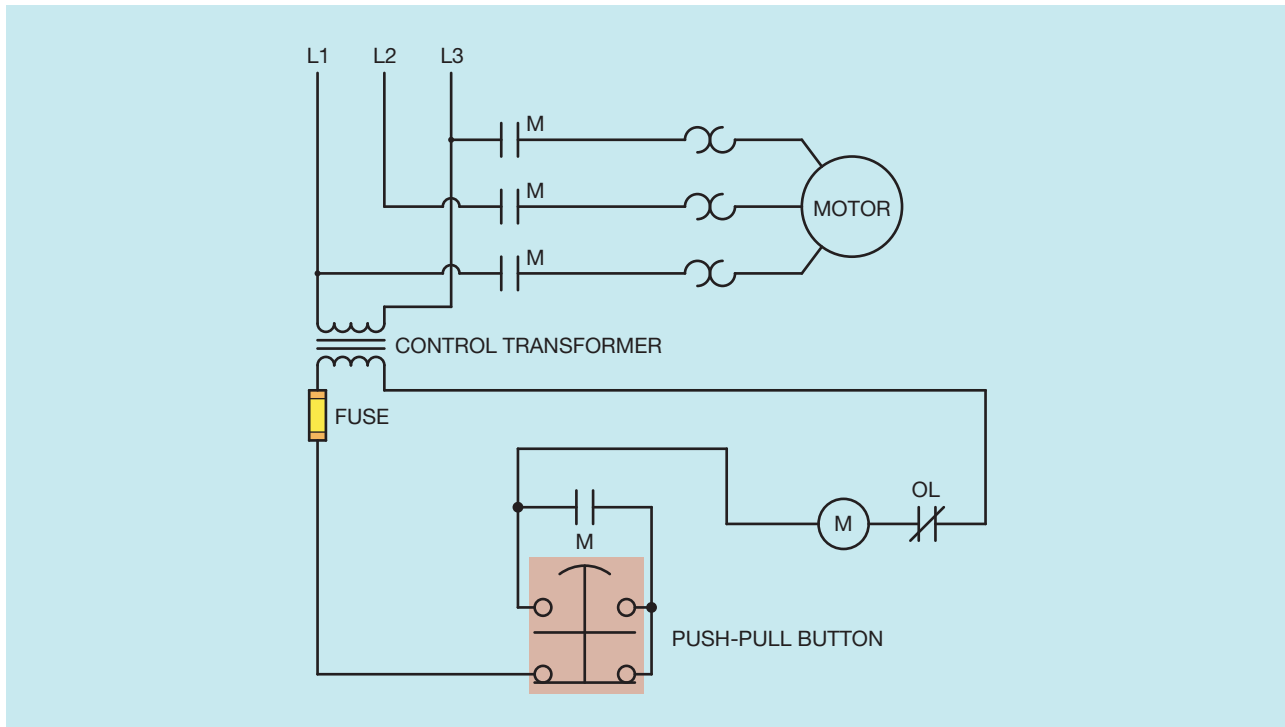 L1 L2 L3
M
M
MOTOR
M
CONTROL TRANSFORMER
FUSE
OL
M
M
PUSH-PULL BUTTON